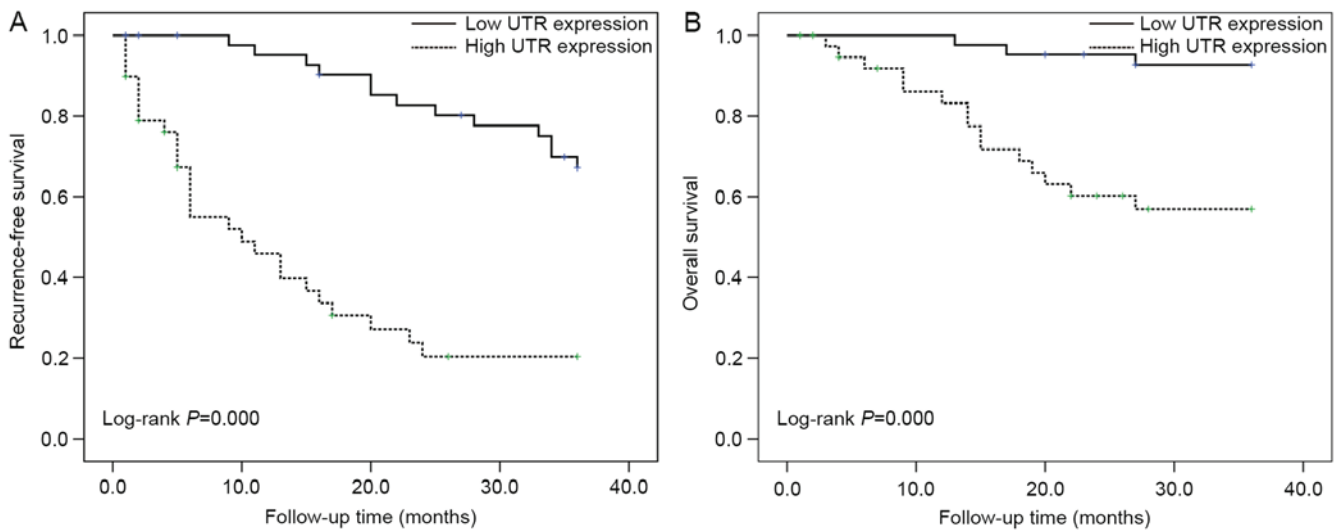 A
Low UTR expression
High UTR expression
1.0
0.8
0.6
0.4
0.2
0.0
Recurrence-free survival
Log-rank P=0.000
0.0 10.0 20.0 30.0 40.0
Follow-up time (months)
B
Low UTR expression
High UTR expression
1.0
0.8
0.6
0.4
0.2
0.0
Overall survival
Log-rank P=0.000
0.0 10.0 20.0 30.0 40.0
Follow-up time (months)